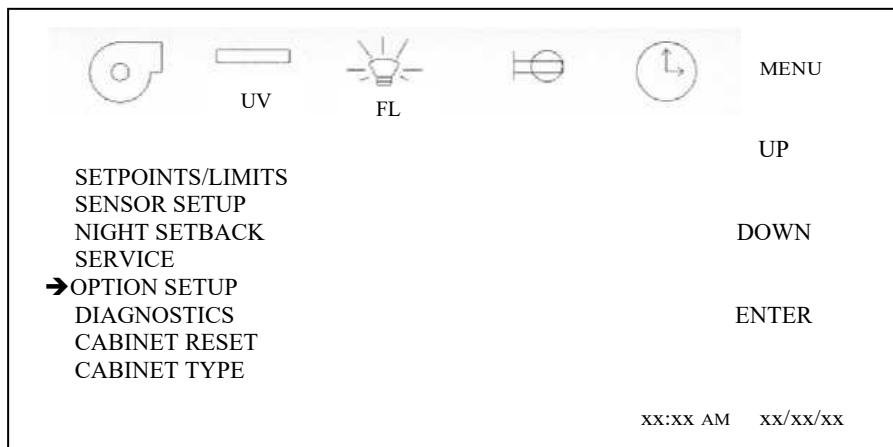 MENU
UV
FL
UP
SETPOINTS/LIMITS
SENSOR SETUP
NIGHT SETBACK
DOWN
SERVICE
➔OPTION SETUP
DIAGNOSTICS
ENTER
CABINET RESET
CABINET TYPE
xx:xx AM xx/xx/xx